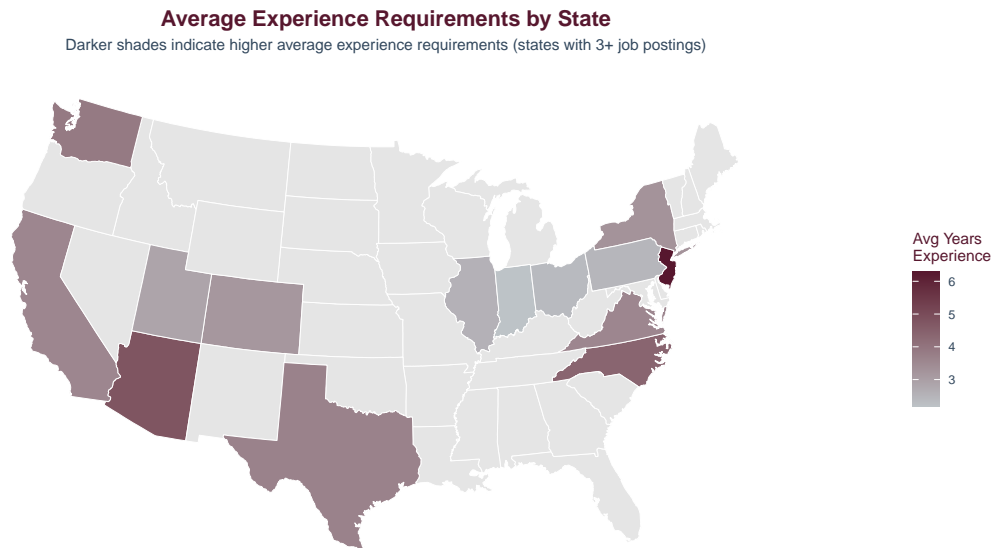 Average Experience Requirements by State
Darker shades indicate higher average experience requirements (states with 3+ job postings)
Avg Years
Experience
6
5
4
3